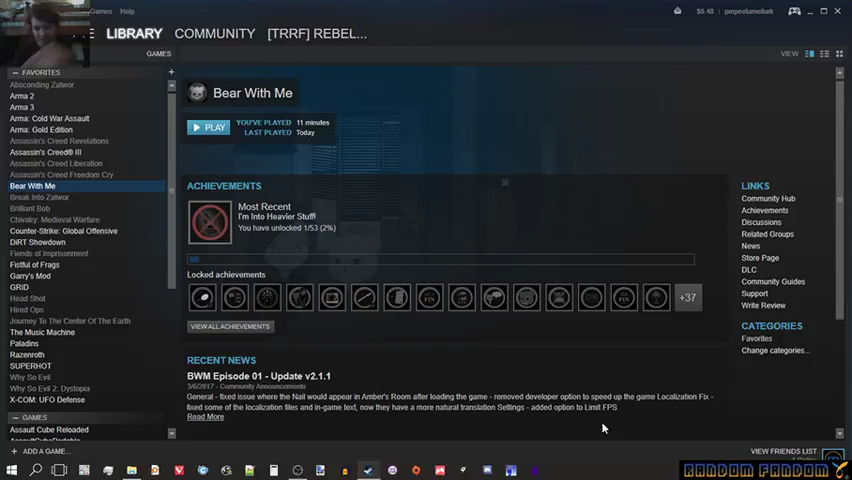 Games Help
$0.48 pmpeetamellark
LIBRARY COMMUNITY [TRRF] REBEL...
GAMES
VIEW
— FAVORITES +
Absconding Zatwor
Arma 2
Arma 3
Arma: Cold War Assault
Arma: Gold Edition
Assassin's Creed Revelations
Assassin's Creed® III
Assassin's Creed Liberation
Assassin's Creed Freedom Cry
Bear With Me
Break Into Zatwor
Brilliant Bob
Chivalry: Medieval Warfare
Counter-Strike: Global Offensive
DiRT Showdown
Fiends of Imprisonment
Fistful of Frags
Garry's Mod
GRID
Head Shot
Hired Ops
Journey To The Center Of The Earth
The Music Machine
Paladins
Razenroth
SUPERHOT
Why So Evil
Why So Evil 2: Dystopia
X-COM: UFO Defense
— GAMES
Assault Cube Reloaded
AssaultCubePortable
+ ADD A GAME...
Bear With Me
PLAY
YOU'VE PLAYED 11 minutes
LAST PLAYED Today
ACHIEVEMENTS
Most Recent
I'm Into Heavier Stuff!
You have unlocked 1/53 (2%)
Locked achievements
FIN FIN
+37
VIEW ALL ACHIEVEMENTS
RECENT NEWS
BWM Episode 01 - Update v2.1.1
3/6/2017 - Community Announcements
General - fixed issue where the Nail would appear in Amber's Room after loading the game - removed developer option to speed up the game Localization Fix -
fixed some of the localization files and in-game text, now they have a more natural translation Settings - added option to Limit FPS
Read More
LINKS
Community Hub
Achievements
Discussions
Related Groups
News
Store Page
DLC
Community Guides
Support
Write Review
CATEGORIES
Favorites
Change categories...
VIEW FRIENDS LIST
RANDOM FANDOM